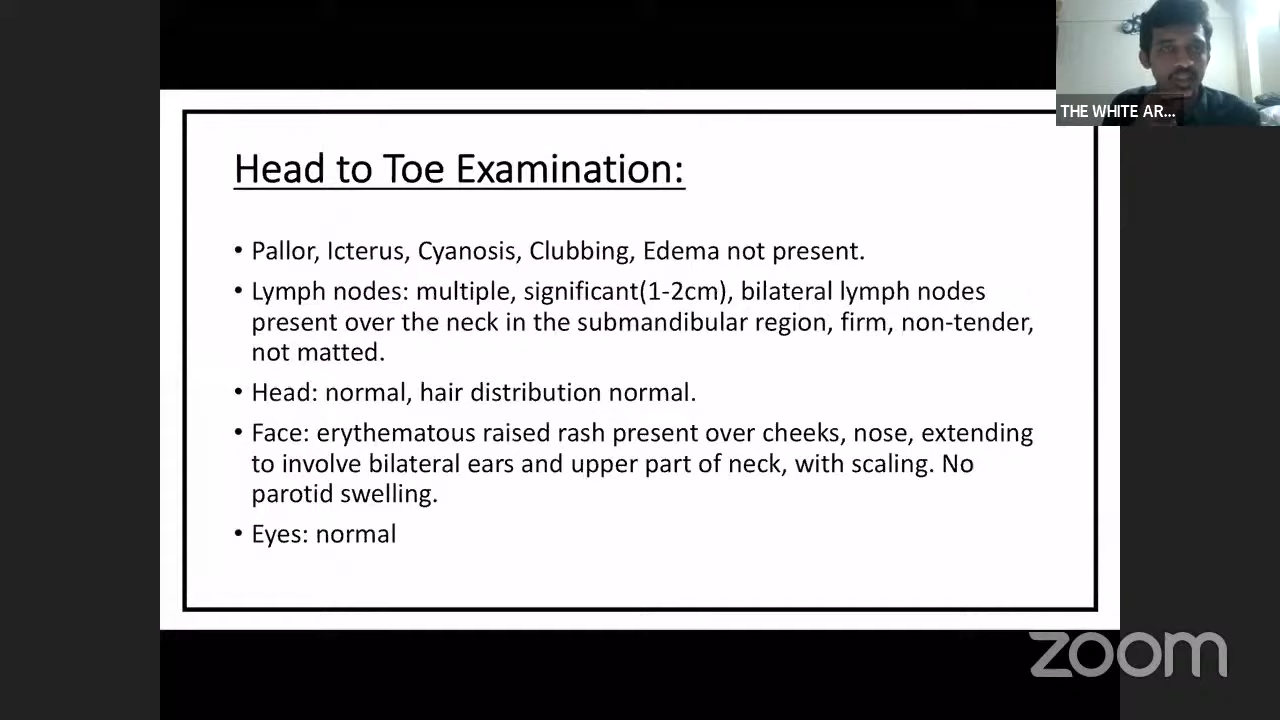 THE WHITE AR...
Head to Toe Examination:
• Pallor, Icterus, Cyanosis, Clubbing, Edema not present.
• Lymph nodes: multiple, significant(1-2cm), bilateral lymph nodes
present over the neck in the submandibular region, firm, non-tender,
not matted.
• Head: normal, hair distribution normal.
• Face: erythematous raised rash present over cheeks, nose, extending
to involve bilateral ears and upper part of neck, with scaling. No
parotid swelling.
• Eyes: normal
zoom